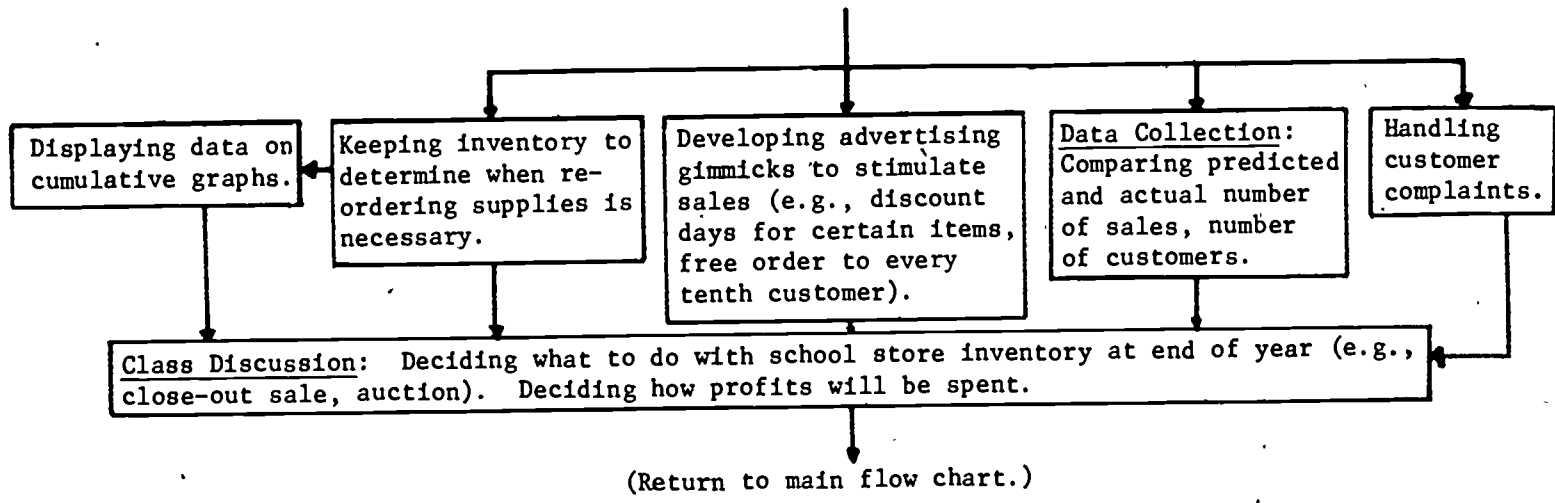 Displaying data on
cumulative graphs.
Keeping inventory to
determine when re-
ordering supplies is
necessary.
Developing advertising
gimmicks to stimulate
sales (e.g., discount
days for certain items,
free order to every
tenth customer).
Data Collection:
Comparing predicted
and actual number
of sales, number
of customers.
Handling
customer
complaints.
Class Discussion: Deciding what to do with school store inventory at end of year (e.g.,
close-out sale, auction). Deciding how profits will be spent.
(Return to main flow chart.)